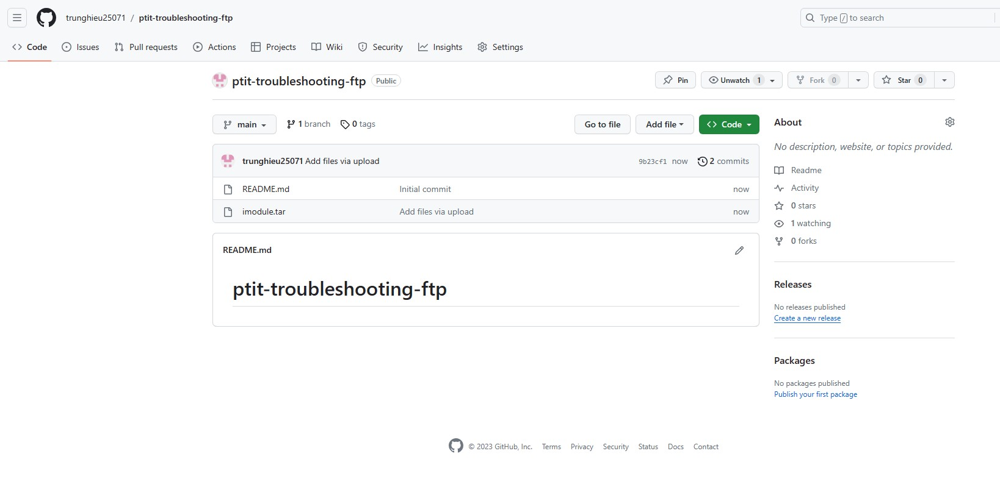 trunghieu25071 / ptit-troubleshooting-ftp
Type / to search
Code Issues Pull requests Actions Projects Wiki Security Insights Settings
ptit-troubleshooting-ftp Public
Pin Unwatch 1 Fork 0 Star 0
main 1 branch 0 tags Go to file Add file Code
trunghieu25071 Add files via upload 9b23cf1 now 2 commits
README.md Initial commit now
imodule.tar Add files via upload now
README.md
ptit-troubleshooting-ftp
About
No description, website, or topics provided.
Readme
Activity
0 stars
1 watching
0 forks
Releases
No releases published
Create a new release
Packages
No packages published
Publish your first package
© 2023 GitHub, Inc. Terms Privacy Security Status Docs Contact